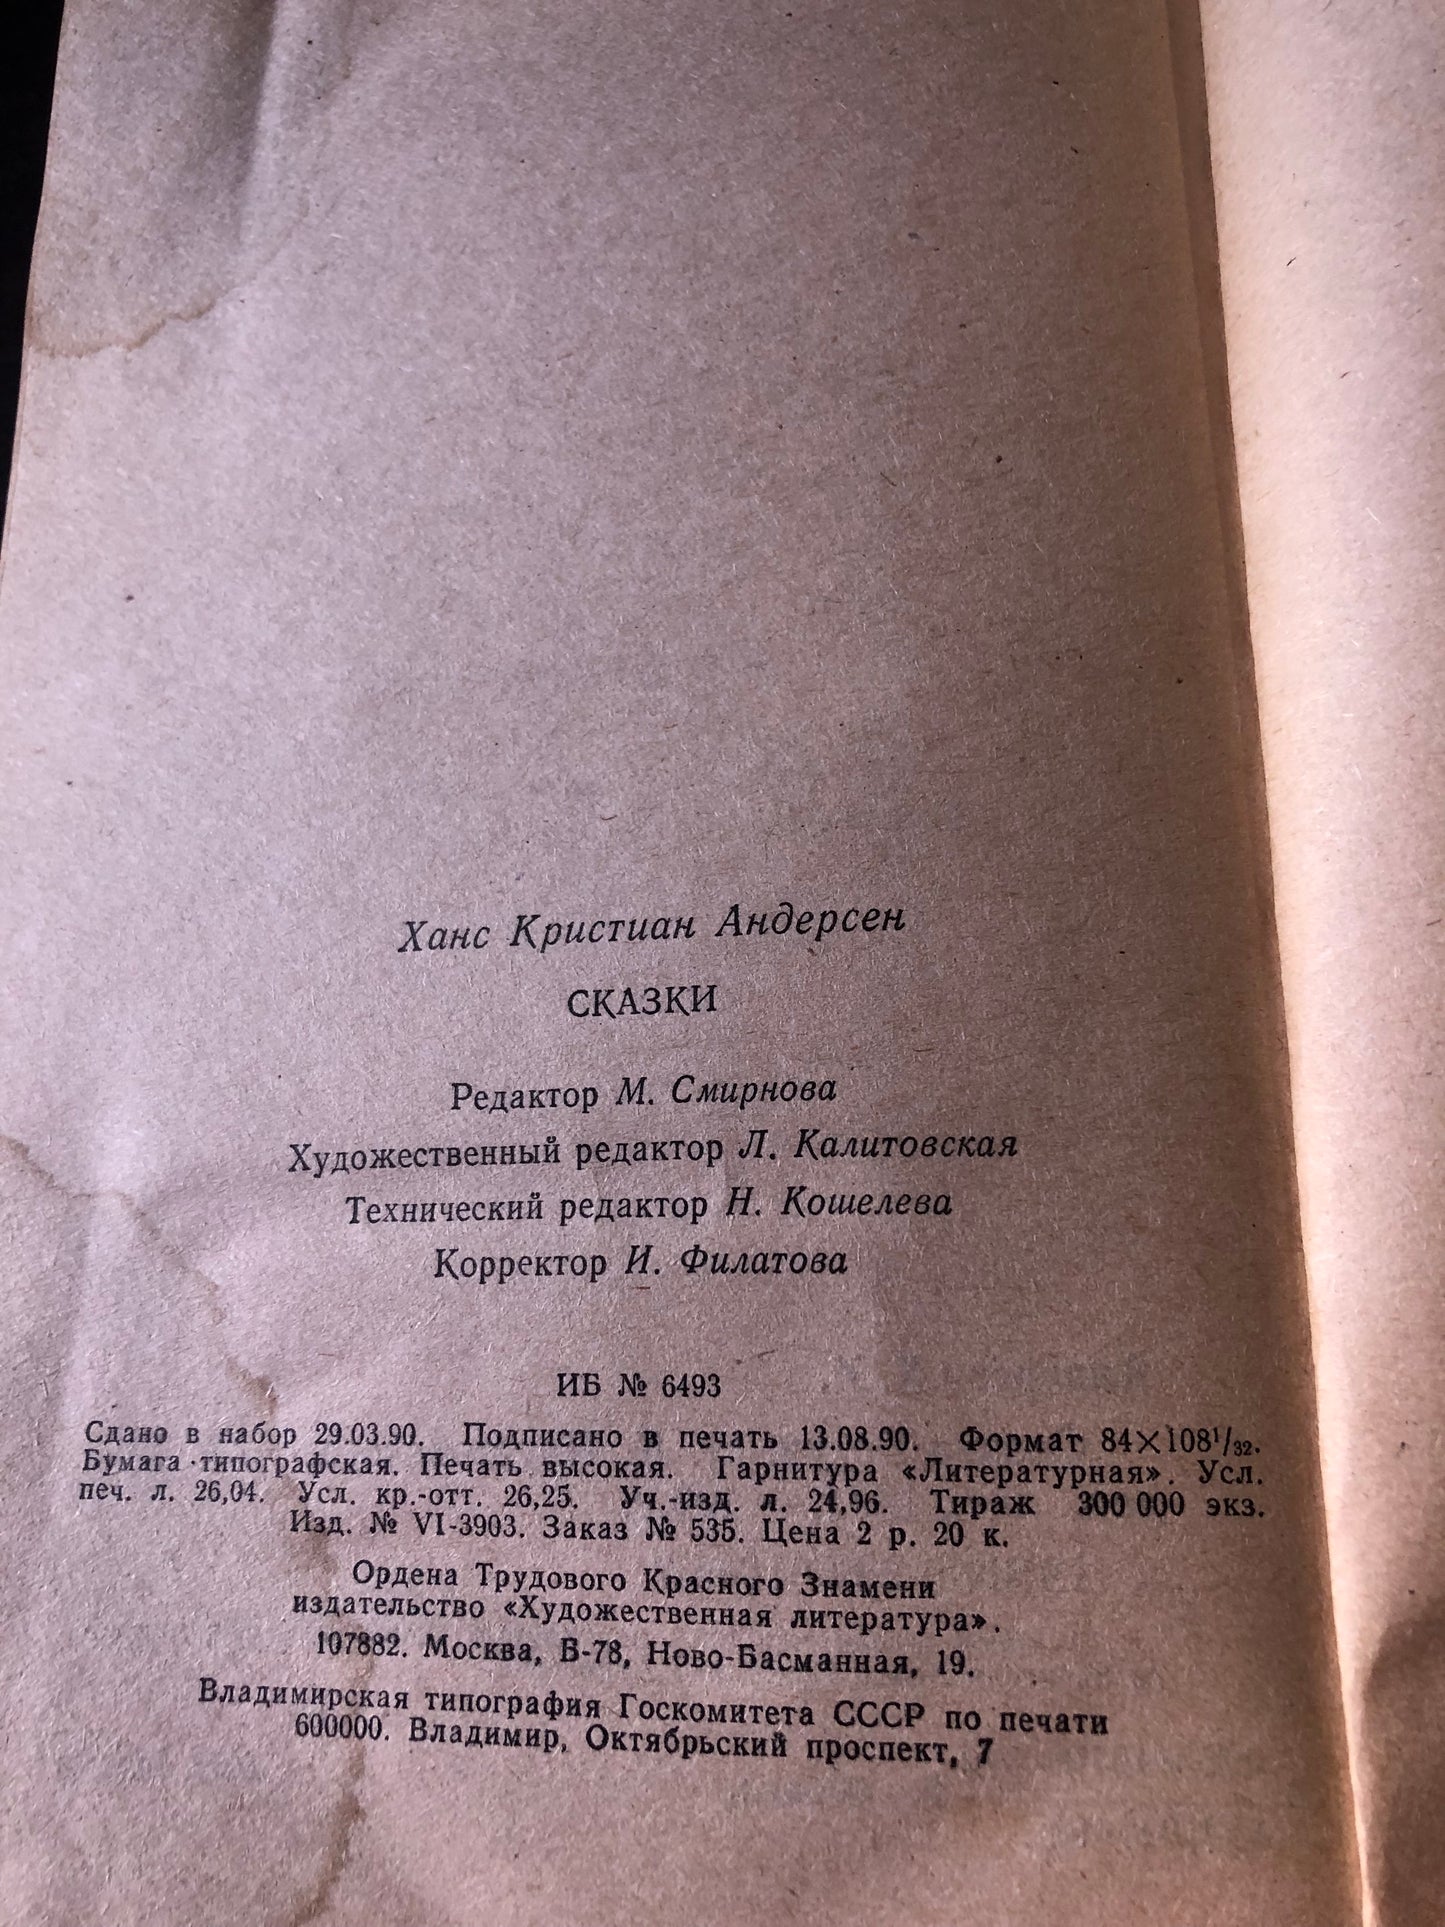 Ханс Кристиан Андерсен
СКАЗКИ
Редактор М. Смирнова
Художественный редактор Л. Калитовская
Технический редактор Н. Кошелева
Корректор И. Филатова
ИБ № 6493
Сдано в набор 29.03.90. Подписано в печать 13.08.90. Формат 84×108¹/₃₂.
Бумага типографская. Печать высокая. Гарнитура «Литературная». Усл.
печ. л. 26,04. Усл. кр.-отт. 26,25. Уч.-изд. л. 24,96. Тираж 300 000 экз.
Изд. № VI-3903. Заказ № 535. Цена 2 р. 20 к.
Ордена Трудового Красного Знамени
издательство «Художественная литература».
107882. Москва, Б-78, Ново-Басманная, 19.
Владимирская типография Госкомитета СССР по печати
600000. Владимир, Октябрьский проспект, 7